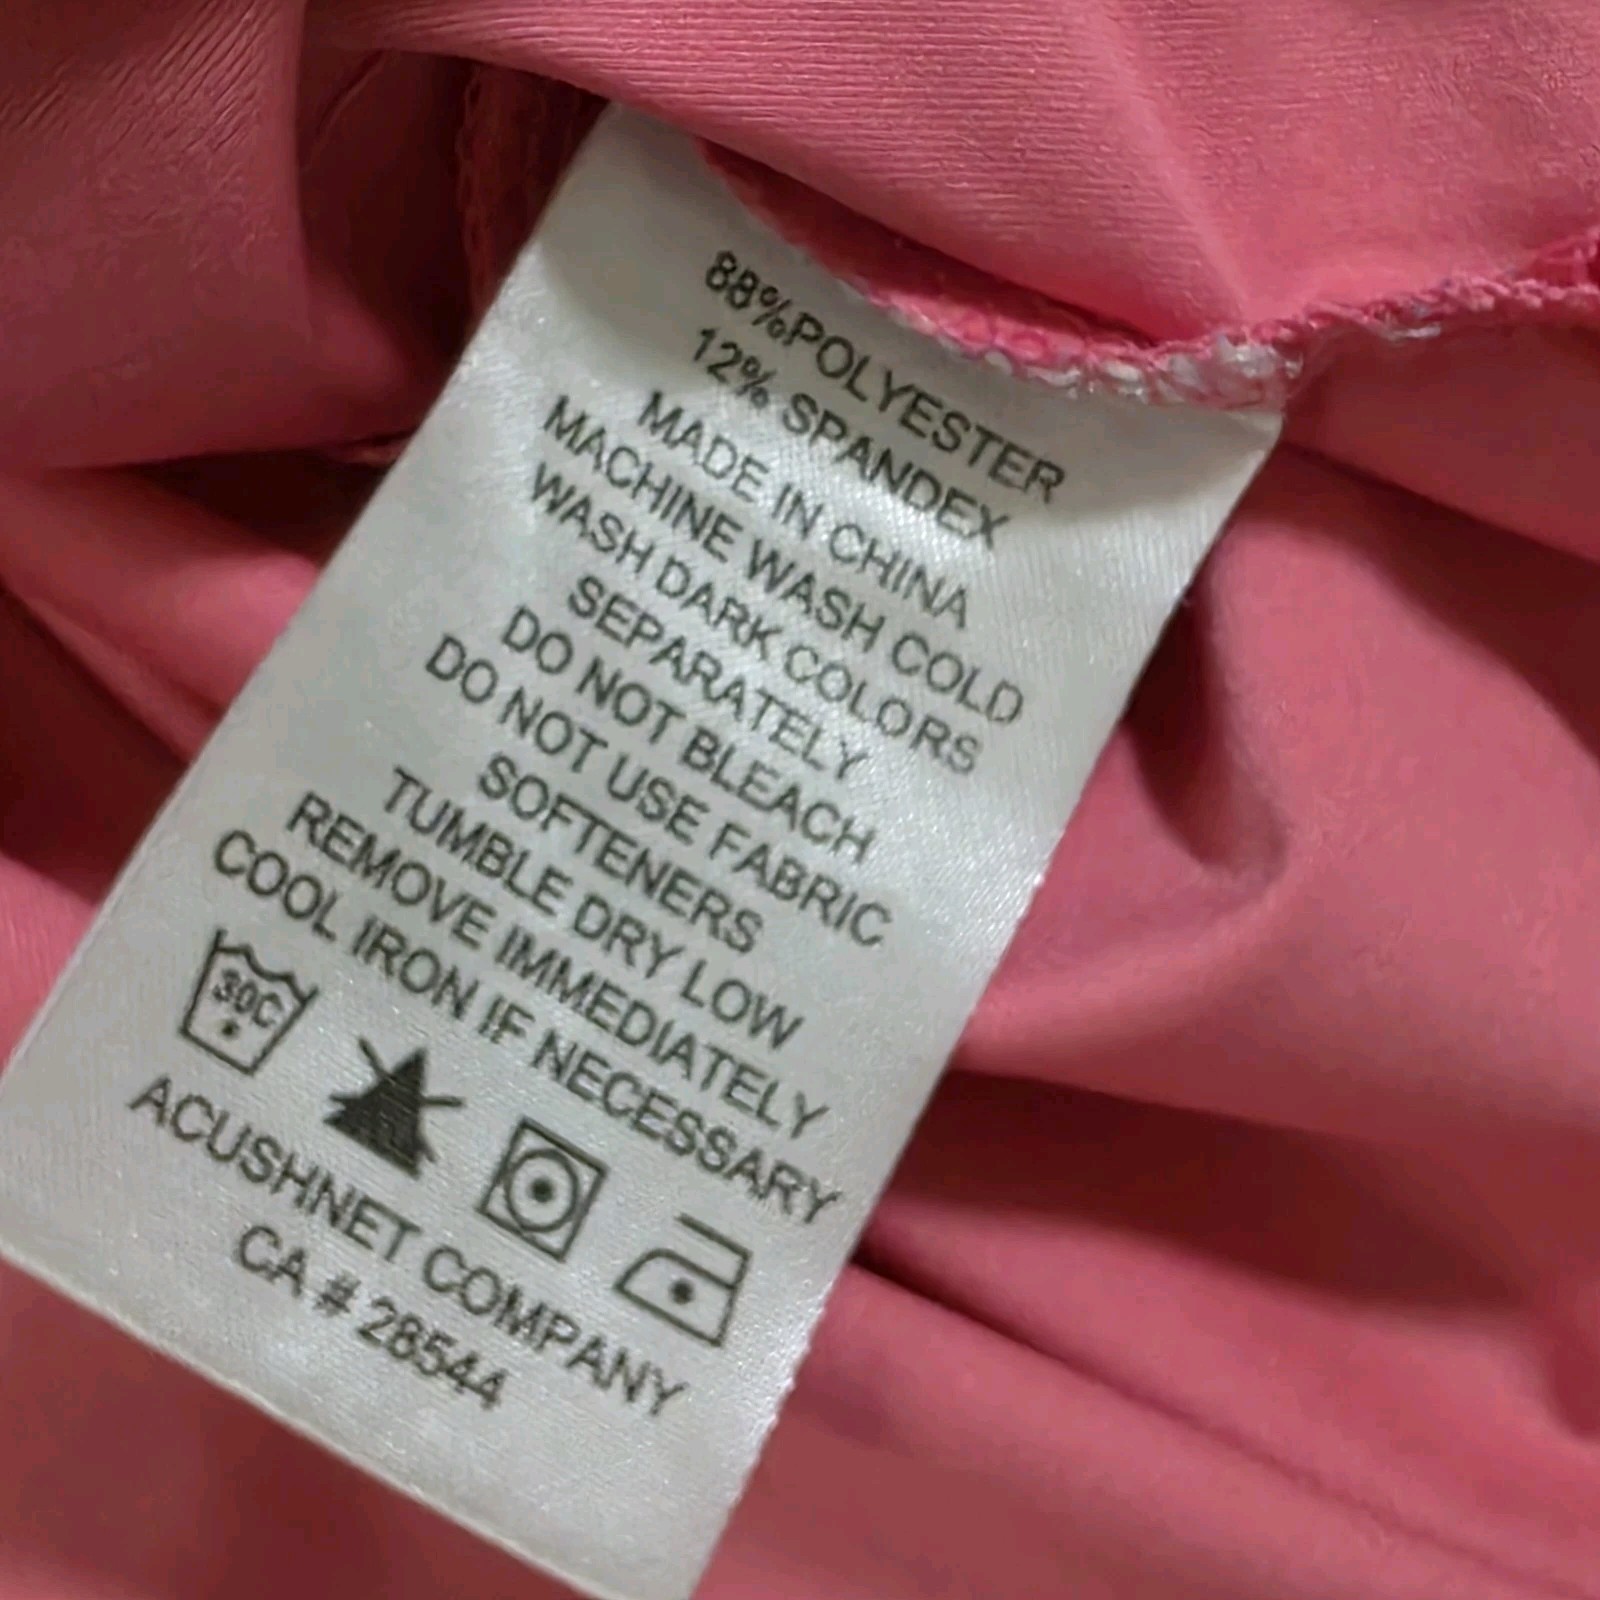 88%POLYESTER
12% SPANDEX
MADE IN CHINA
MACHINE WASH COLD
WASH DARK COLORS
SEPARATELY
DO NOT BLEACH
DO NOT USE FABRIC
SOFTENERS
TUMBLE DRY LOW
REMOVE IMMEDIATELY
COOL IRON IF NECESSARY
30C
ACUSHNET COMPANY
CA # 28544